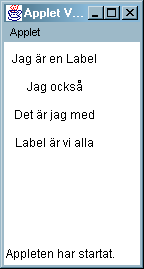 Applet V...
Applet
Jag är en Label
Jag också
Det är jag med
Label är vi alla
Appleten har startat.